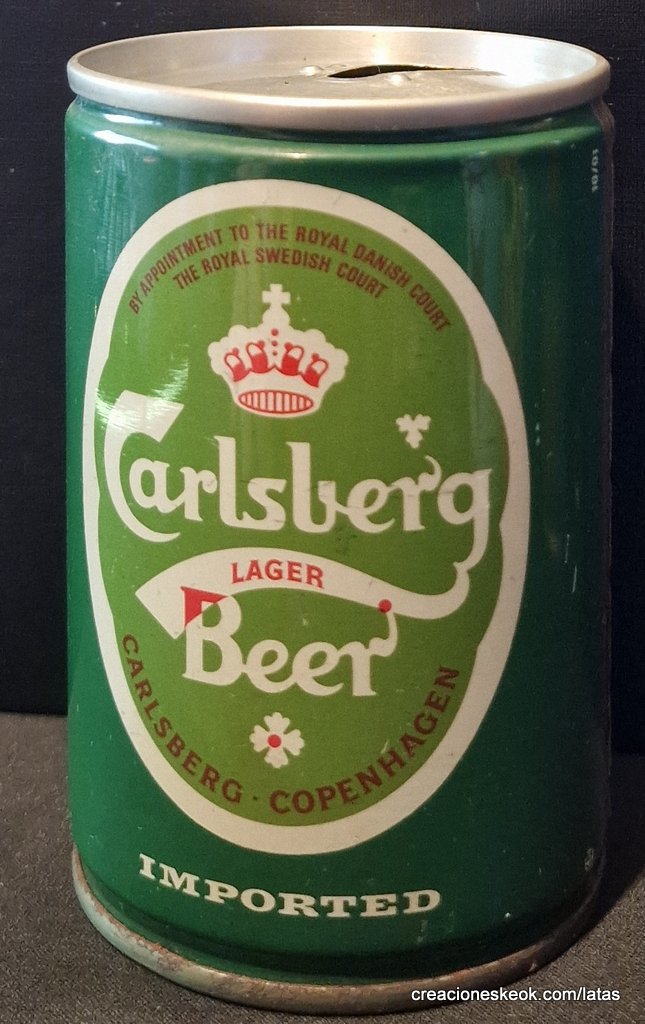 BY APPOINTMENT TO THE ROYAL DANISH COURT
THE ROYAL SWEDISH COURT
Carlsberg
LAGER
Beer
CARLSBERG · COPENHAGEN
IMPORTED
creacioneskeok.com/latas